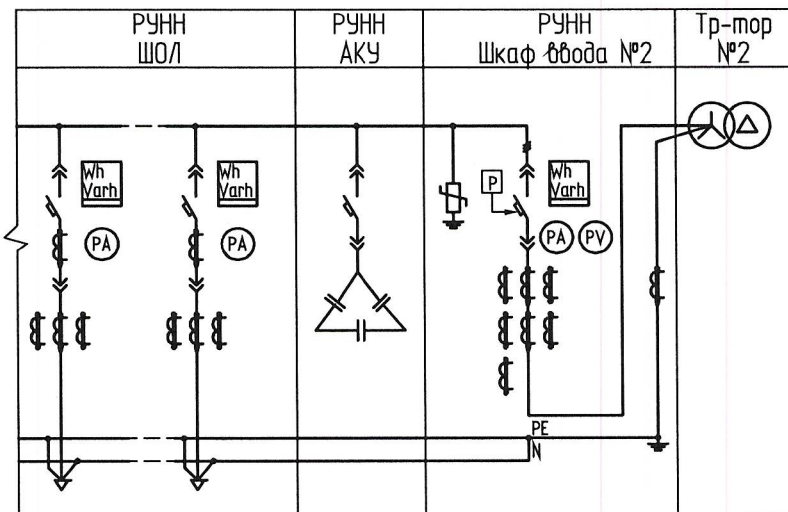 РУНН
ШОЛ
РУНН
АКУ
РУНН
Шкаф ввода №2
Тр-тор
№2
Wh
Varh
Wh
Varh
P
Wh
Varh
PA
PA
PA
PV
PE
N